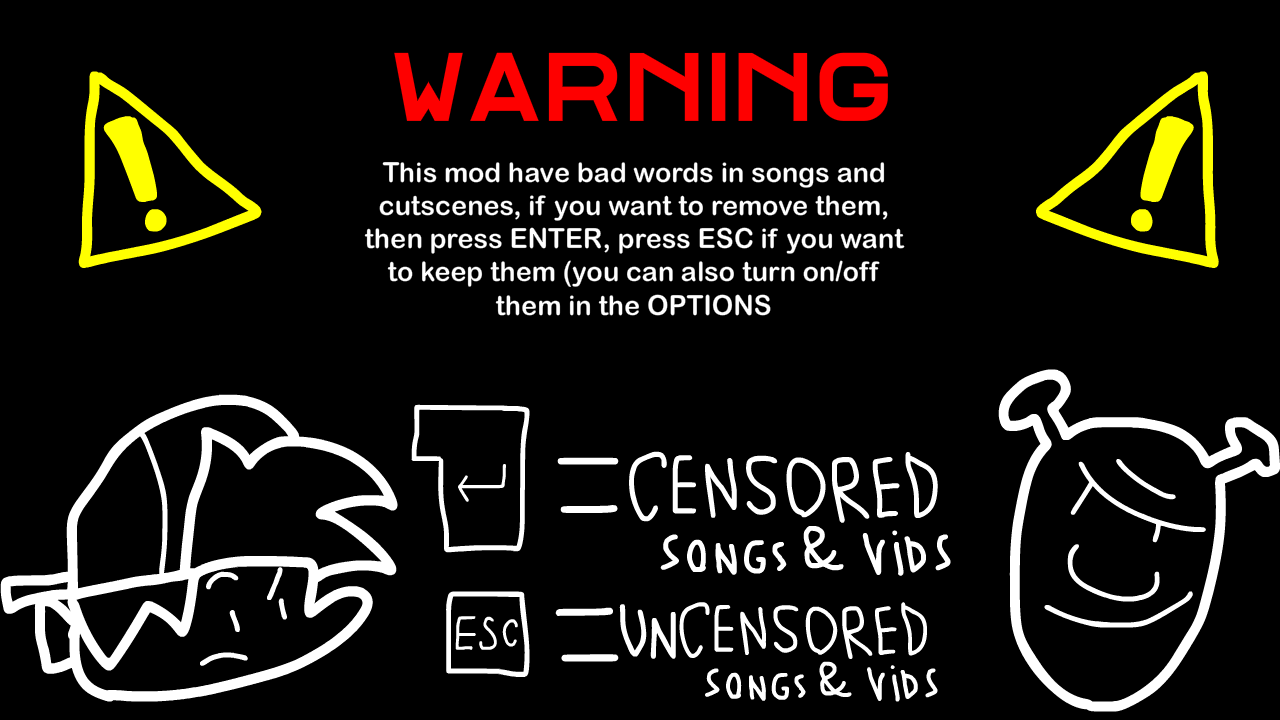 WARNING
This mod have bad words in songs and
cutscenes, if you want to remove them,
then press ENTER, press ESC if you want
to keep them (you can also turn on/off
them in the OPTIONS
=CENSORED
SONGS & VIDS
ESC =UNCENSORED
SONGS & VIDS